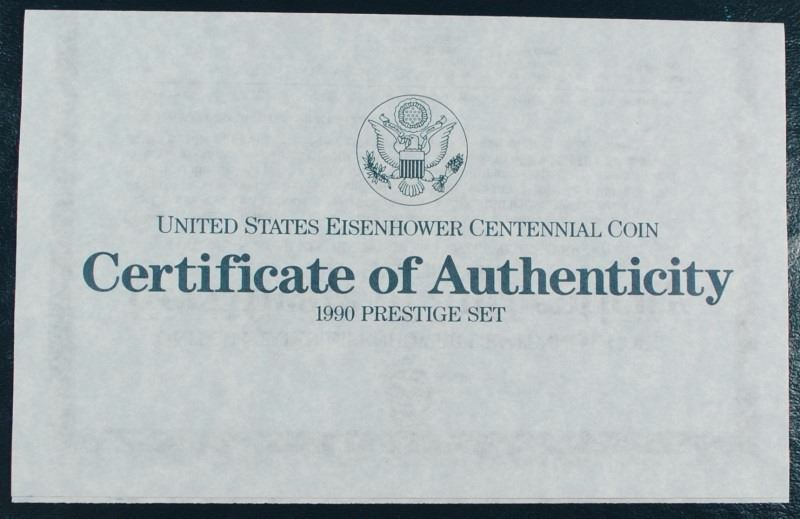 UNITED STATES EISENHOWER CENTENNIAL COIN
Certificate of Authenticity
1990 PRESTIGE SET